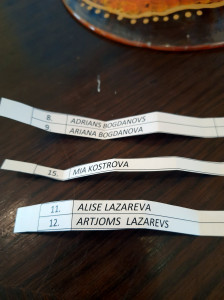 8. ADRIANS BOGDANOVS
9. ARIANA BOGDANOVA
15. MIA KOSTROVA
11. ALISE LAZAREVA
12. ARTJOMS LAZAREVS